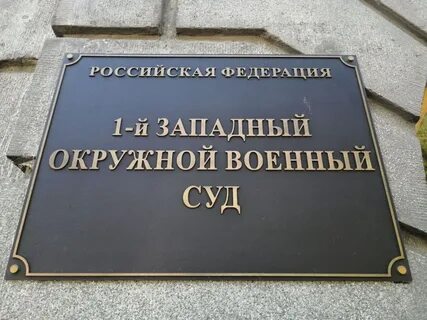 РОССИЙСКАЯ ФЕДЕРАЦИЯ
1-й ЗАПАДНЫЙ
ОКРУЖНОЙ ВОЕННЫЙ
СУД